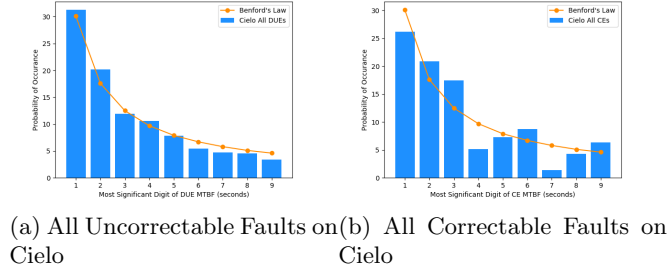 30
25
20
15
10
5
0
Probability of Occurance
Benford's Law
Cielo All DUEs
1 2 3 4 5 6 7 8 9
Most Significant Digit of DUE MTBF (seconds)
(a) All Uncorrectable Faults on
Cielo
30
25
20
15
10
5
0
Probability of Occurance
Benford's Law
Cielo All CEs
1 2 3 4 5 6 7 8 9
Most Significant Digit of CE MTBF (seconds)
(b) All Correctable Faults on
Cielo